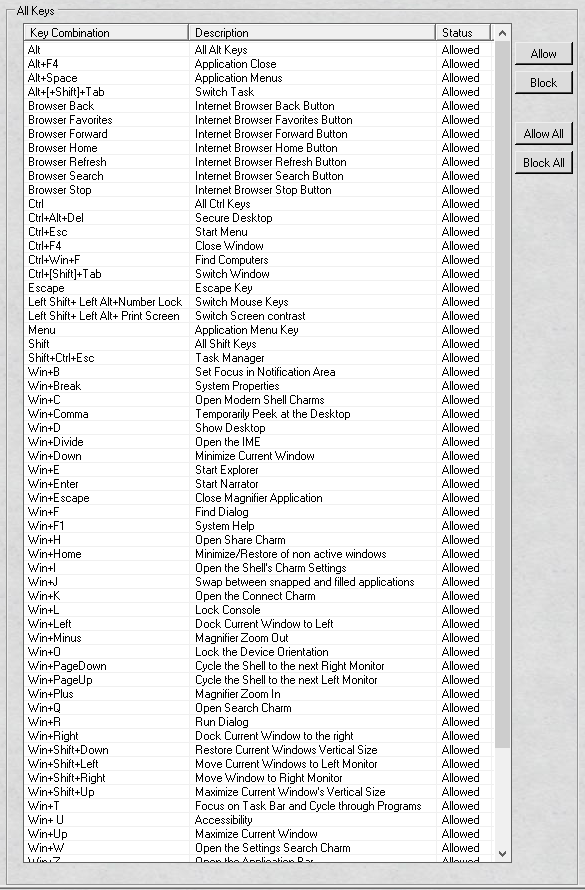 All Keys
Key Combination Description Status
Alt All Alt Keys Allowed
Alt+F4 Application Close Allowed
Alt+Space Application Menus Allowed
Alt+[+Shift]+Tab Switch Task Allowed
Browser Back Internet Browser Back Button Allowed
Browser Favorites Internet Browser Favorites Button Allowed
Browser Forward Internet Browser Forward Button Allowed
Browser Home Internet Browser Home Button Allowed
Browser Refresh Internet Browser Refresh Button Allowed
Browser Search Internet Browser Search Button Allowed
Browser Stop Internet Browser Stop Button Allowed
Ctrl All Ctrl Keys Allowed
Ctrl+Alt+Del Secure Desktop Allowed
Ctrl+Esc Start Menu Allowed
Ctrl+F4 Close Window Allowed
Ctrl+Win+F Find Computers Allowed
Ctrl+[Shift]+Tab Switch Window Allowed
Escape Escape Key Allowed
Left Shift+ Left Alt+Number Lock Switch Mouse Keys Allowed
Left Shift+ Left Alt+ Print Screen Switch Screen contrast Allowed
Menu Application Menu Key Allowed
Shift All Shift Keys Allowed
Shift+Ctrl+Esc Task Manager Allowed
Win+B Set Focus in Notification Area Allowed
Win+Break System Properties Allowed
Win+C Open Modern Shell Charms Allowed
Win+Comma Temporarily Peek at the Desktop Allowed
Win+D Show Desktop Allowed
Win+Divide Open the IME Allowed
Win+Down Minimize Current Window Allowed
Win+E Start Explorer Allowed
Win+Enter Start Narrator Allowed
Win+Escape Close Magnifier Application Allowed
Win+F Find Dialog Allowed
Win+F1 System Help Allowed
Win+H Open Share Charm Allowed
Win+Home Minimize/Restore of non active windows Allowed
Win+I Open the Shell's Charm Settings Allowed
Win+J Swap between snapped and filled applications Allowed
Win+K Open the Connect Charm Allowed
Win+L Lock Console Allowed
Win+Left Dock Current Window to Left Allowed
Win+Minus Magnifier Zoom Out Allowed
Win+O Lock the Device Orientation Allowed
Win+PageDown Cycle the Shell to the next Right Monitor Allowed
Win+PageUp Cycle the Shell to the next Left Monitor Allowed
Win+Plus Magnifier Zoom In Allowed
Win+Q Open Search Charm Allowed
Win+R Run Dialog Allowed
Win+Right Dock Current Window to the right Allowed
Win+Shift+Down Restore Current Windows Vertical Size Allowed
Win+Shift+Left Move Current Windows to Left Monitor Allowed
Win+Shift+Right Move Window to Right Monitor Allowed
Win+Shift+Up Maximize Current Window's Vertical Size Allowed
Win+T Focus on Task Bar and Cycle through Programs Allowed
Win+ U Accessibility Allowed
Win+Up Maximize Current Window Allowed
Win+W Open the Settings Search Charm Allowed
Win+Z Open the Application Bar Allowed
Allow
Block
Allow All
Block All